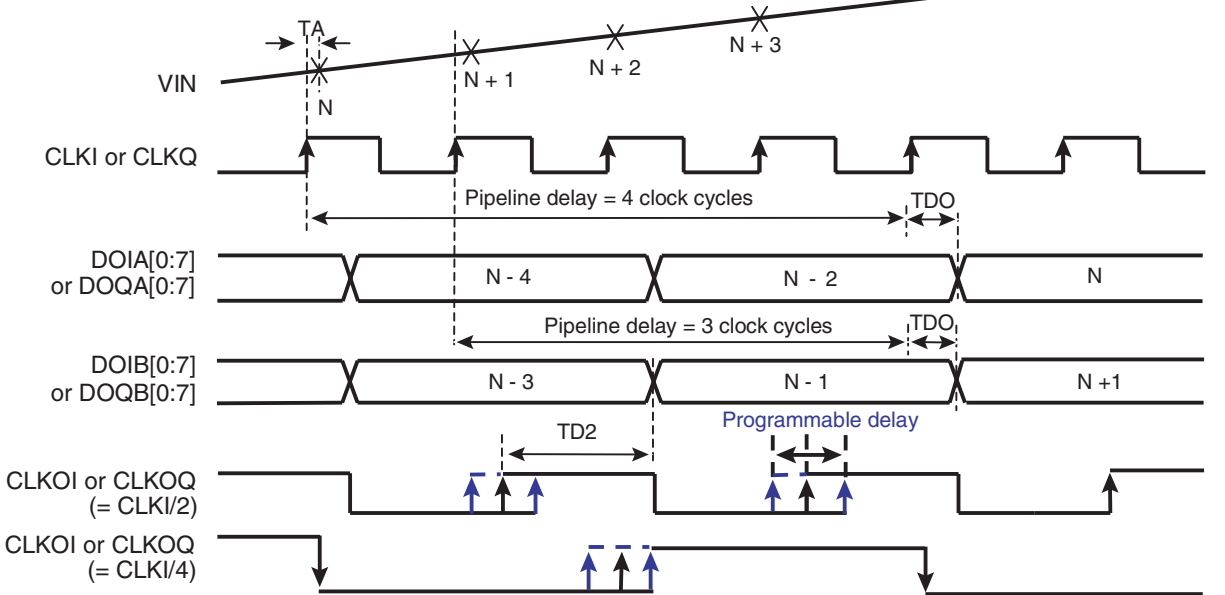 TA
VIN
N
N + 1
N + 2
N + 3
CLKI or CLKQ
Pipeline delay = 4 clock cycles
TDO
DOIA[0:7]
or DOQA[0:7]
N - 4
N - 2
N
Pipeline delay = 3 clock cycles
TDO
DOIB[0:7]
or DOQB[0:7]
N - 3
N - 1
N +1
TD2
Programmable delay
CLKOI or CLKOQ
(= CLKI/2)
CLKOI or CLKOQ
(= CLKI/4)